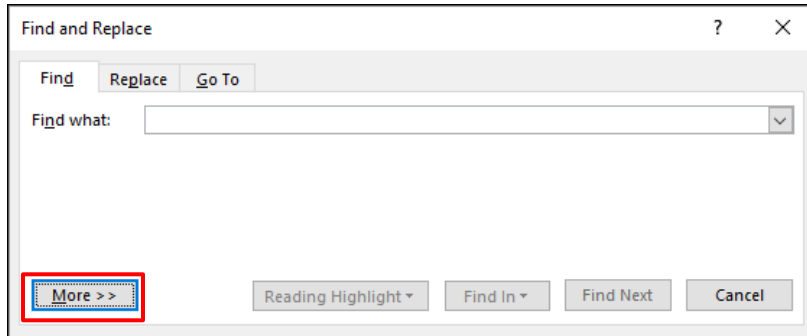 Find and Replace ?
Find Replace Go To
Find what:
More >> Reading Highlight Find In Find Next Cancel